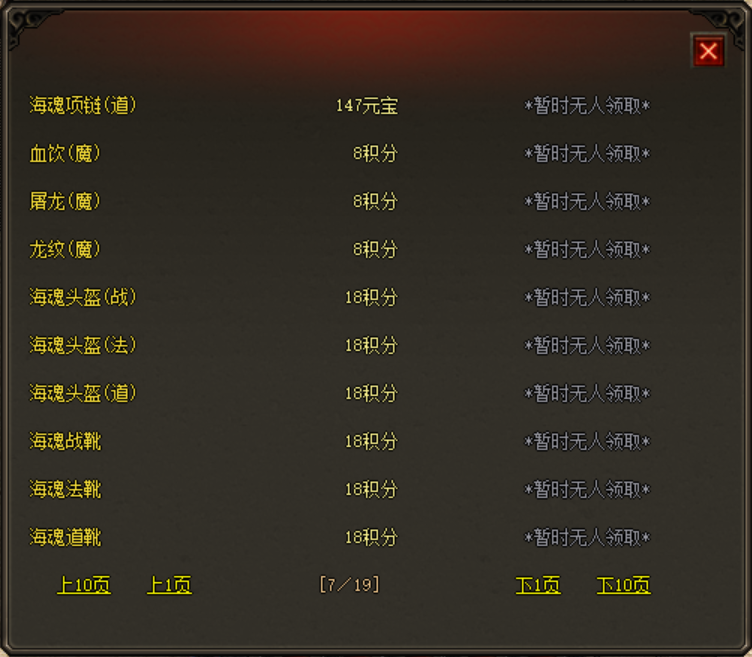 海魂项链(道) 147元宝 *暂时无人领取*
血饮(魔) 8积分 *暂时无人领取*
屠龙(魔) 8积分 *暂时无人领取*
龙纹(魔) 8积分 *暂时无人领取*
海魂头盔(战) 18积分 *暂时无人领取*
海魂头盔(法) 18积分 *暂时无人领取*
海魂头盔(道) 18积分 *暂时无人领取*
海魂战靴 18积分 *暂时无人领取*
海魂法靴 18积分 *暂时无人领取*
海魂道靴 18积分 *暂时无人领取*
上10页 上1页 [7/19] 下1页 下10页